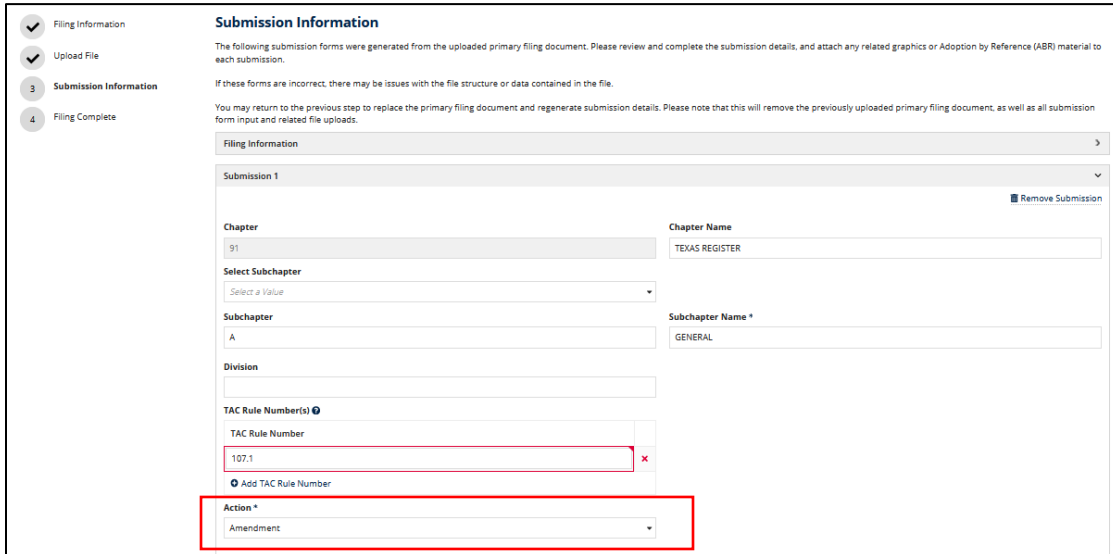 Filing Information
Upload File
3 Submission Information
4 Filing Complete
Submission Information
The following submission forms were generated from the uploaded primary filing document. Please review and complete the submission details, and attach any related graphics or Adoption by Reference (ABR) material to
each submission.
If these forms are incorrect, there may be issues with the file structure or data contained in the file.
You may return to the previous step to replace the primary filing document and regenerate submission details. Please note that this will remove the previously uploaded primary filing document, as well as all submission
form input and related file uploads.
Filing Information
Submission 1
Remove Submission
Chapter Chapter Name
91 TEXAS REGISTER
Select Subchapter
Select a Value
Subchapter Subchapter Name *
A GENERAL
Division
TAC Rule Number(s)
TAC Rule Number
107.1
Add TAC Rule Number
Action *
Amendment